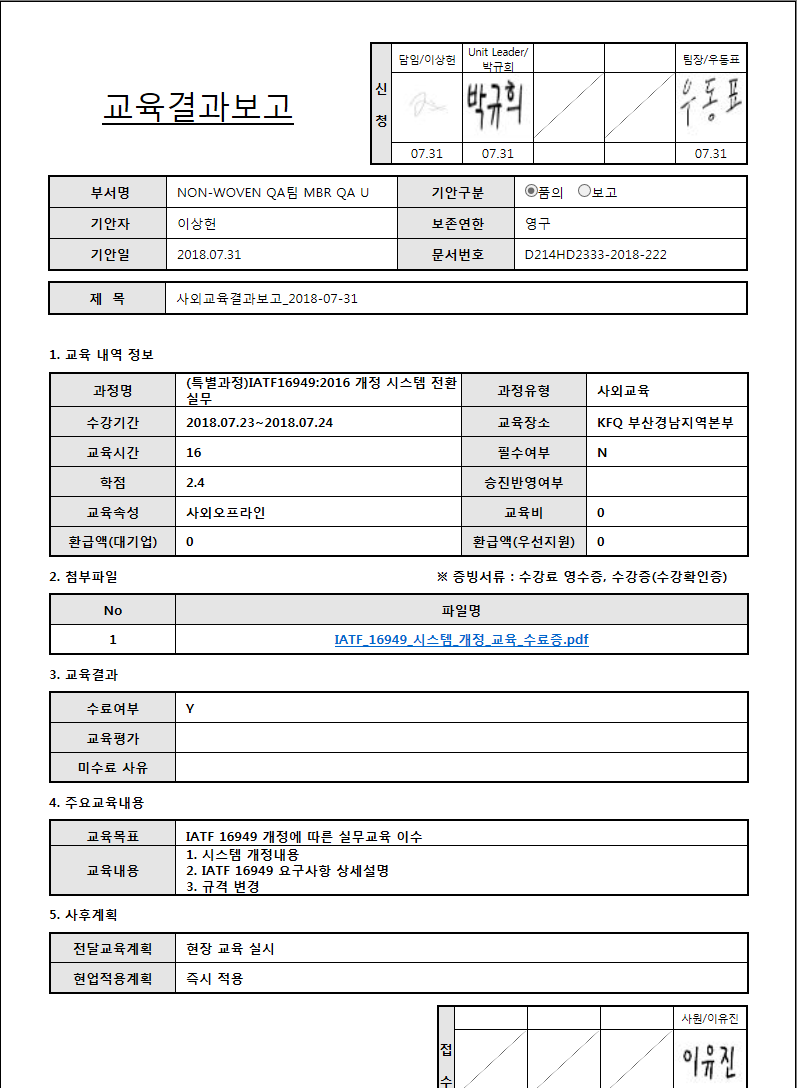 교육결과보고
신청
담임/이상헌
Unit Leader/
박규희
팀장/우동표
박규희
우동표
07.31 07.31 07.31
부서명 NON-WOVEN QA팀 MBR QA U 기안구분 품의 보고
기안자 이상헌 보존연한 영구
기안일 2018.07.31 문서번호 D214HD2333-2018-222
제 목 사외교육결과보고_2018-07-31
1. 교육 내역 정보
과정명 (특별과정)IATF16949:2016 개정 시스템 전환
실무 과정유형 사외교육
수강기간 2018.07.23~2018.07.24 교육장소 KFQ 부산경남지역본부
교육시간 16 필수여부 N
학점 2.4 승진반영여부
교육속성 사외오프라인 교육비 0
환급액(대기업) 0 환급액(우선지원) 0
2. 첨부파일 ※ 증빙서류 : 수강료 영수증, 수강증(수강확인증)
No 파일명
1 IATF_16949_시스템_개정_교육_수료증.pdf
3. 교육결과
수료여부 Y
교육평가
미수료 사유
4. 주요교육내용
교육목표 IATF 16949 개정에 따른 실무교육 이수
교육내용 1. 시스템 개정내용
2. IATF 16949 요구사항 상세설명
3. 규격 변경
5. 사후계획
전달교육계획 현장 교육 실시
현업적용계획 즉시 적용
접수
사원/이유진
이유진